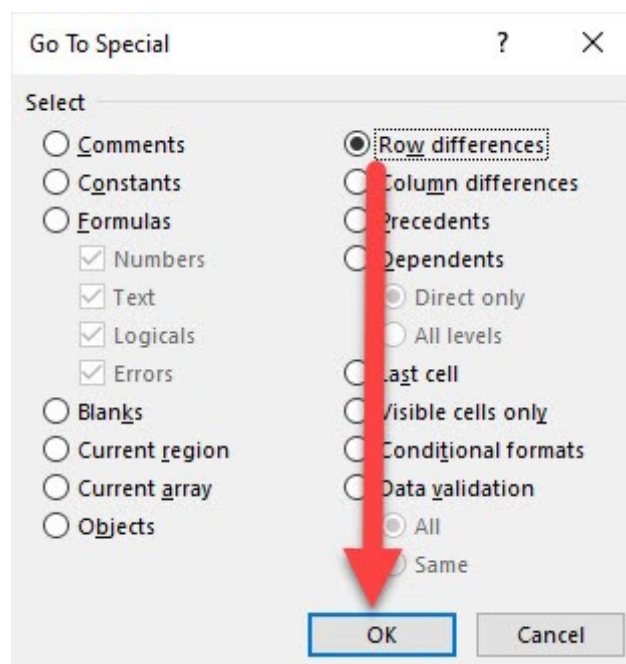 Go To Special ? X
Select
Comments
Constants
Formulas
Numbers
Text
Logicals
Errors
Blanks
Current region
Current array
Objects
Row differences
Column differences
Precedents
Dependents
Direct only
All levels
Last cell
Visible cells only
Conditional formats
Data validation
All
Same
OK Cancel